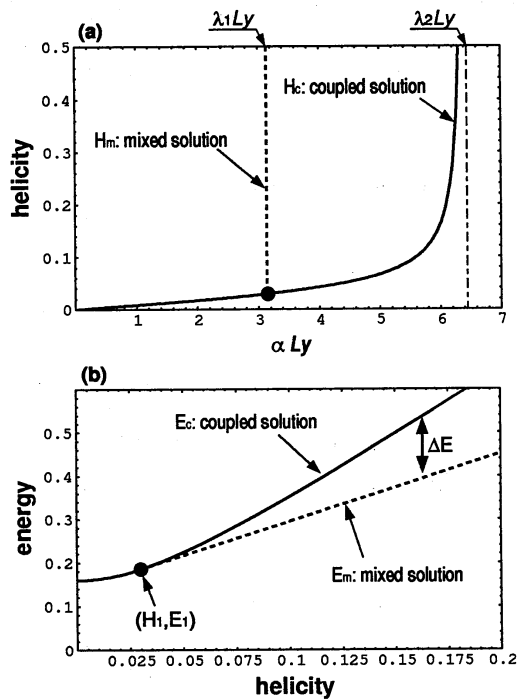 (a)
λ1Ly
λ2Ly
0.5
0.4
0.3
0.2
0.1
0
helicity
Hc: coupled solution
Hm: mixed solution
1 2 3 4 5 6 7
α Ly
(b)
0.5
0.4
0.3
0.2
0.1
0
energy
Ec: coupled solution
ΔE
Em: mixed solution
(H1,E1)
0.025 0.05 0.075 0.1 0.125 0.15 0.175 0.2
helicity